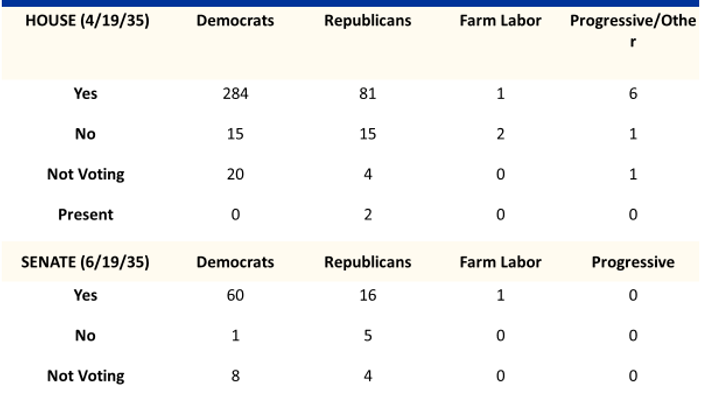 HOUSE (4/19/35) Democrats Republicans Farm Labor Progressive/Othe
r
Yes 284 81 1 6
No 15 15 2 1
Not Voting 20 4 0 1
Present 0 2 0 0
SENATE (6/19/35) Democrats Republicans Farm Labor Progressive
Yes 60 16 1 0
No 1 5 0 0
Not Voting 8 4 0 0